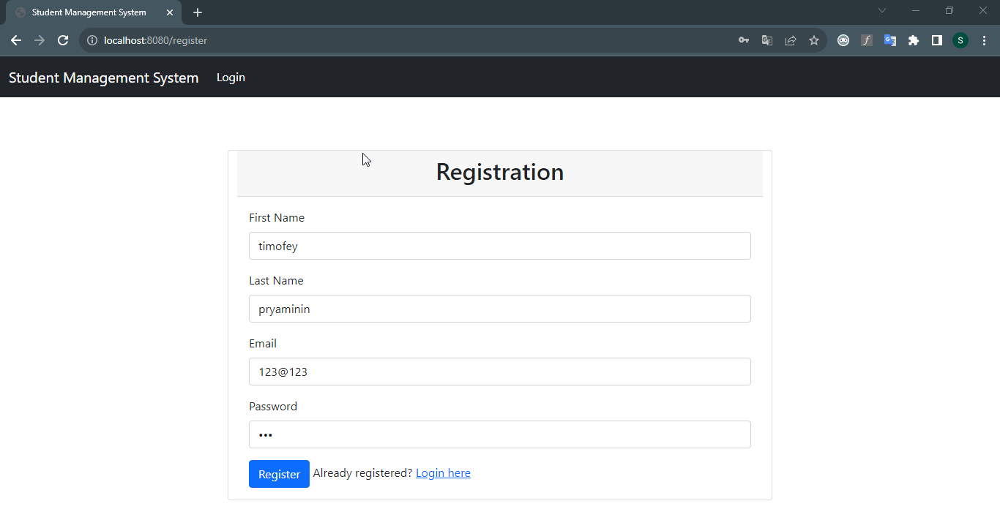 Student Management System
localhost:8080/register
S
Student Management System Login
Registration
First Name
timofey
Last Name
pryaminin
Email
123@123
Password
•••
Register Already registered? Login here